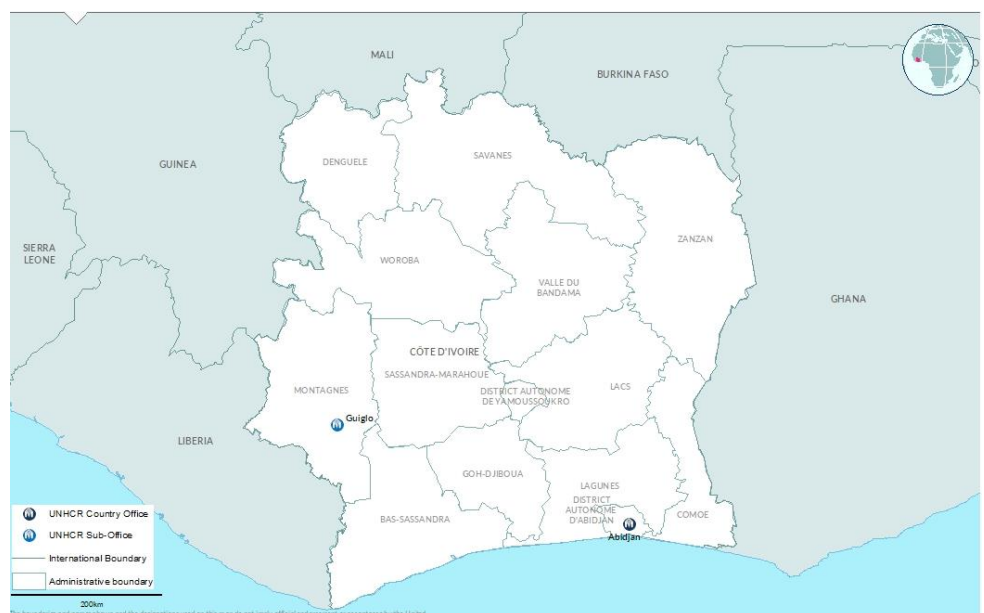 MALI
BURKINA FASO
GUINEA
DENGUELE
SAVANES
SIERRA
LEONE
ZANZAN
WOROBA
VALLE DU
BANDAMA
GHANA
CÔTE D'IVOIRE
SASSANDRA-MARAHOUE
MONTAGNES
DISTRICT AUTONOME
DE YAMOUSSOUKRO
LACS
Guiglo
LIBERIA
GOH-DJIBOUA
LAGUNES
DISTRICT
AUTONOME
D'ABIDJAN
BAS-SASSANDRA
COMOE
Abidjan
UNHCR Country Office
UNHCR Sub-Office
International Boundary
Administrative boundary
200km